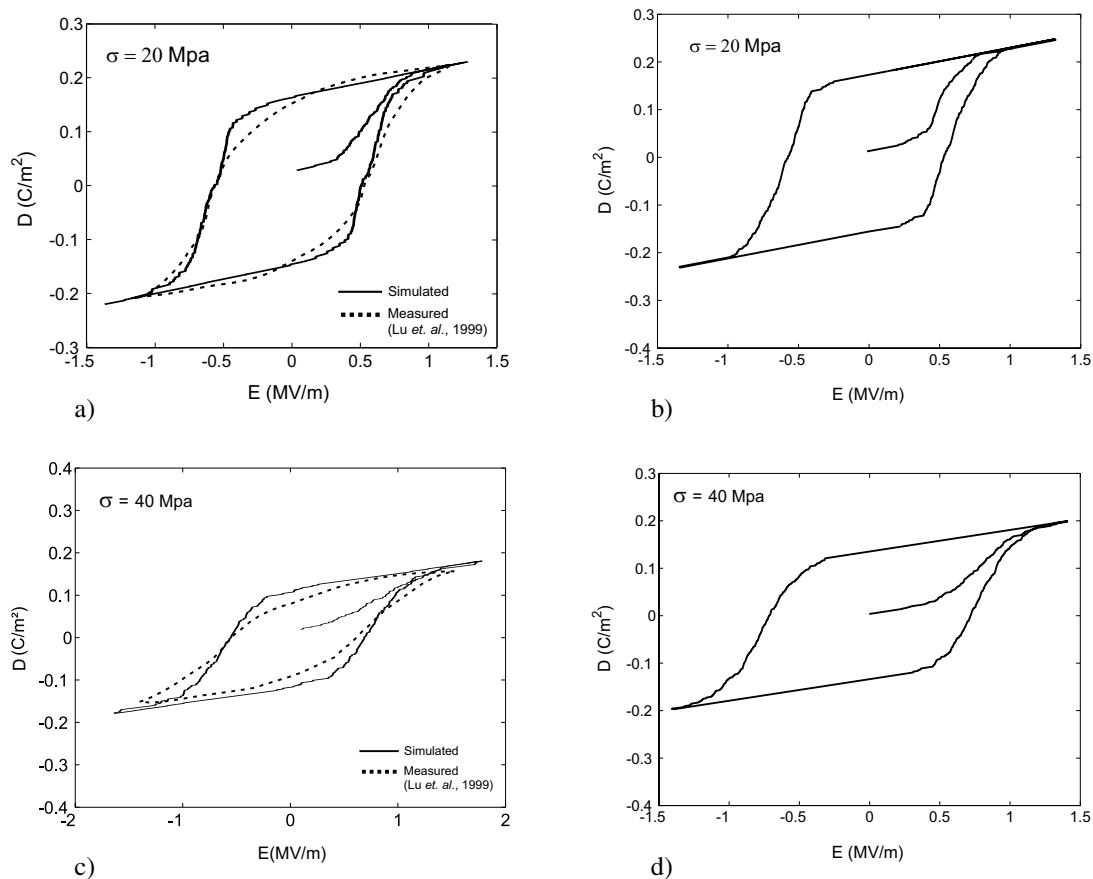 0.3
0.2
0.1
0
-0.1
-0.2
0.3
-1.5
-1
-0.5
0
0.5
1
1.5
D (C/m²)
E (MV/m)
σ = 20 Mpa
Simulated
Measured
(Lu et. al., 1999)
a)
0.3
0.2
0.1
0
-0.1
-0.2
-0.3
-0.4
-1.5
-1
-0.5
0
0.5
1
1.5
D (C/m²)
E (MV/m)
σ = 20 Mpa
b)
0.4
0.3
0.2
0.1
0
-0.1
-0.2
-0.3
-0.4
-2
-1
0
1
2
D (C/m²)
E(MV/m)
σ = 40 Mpa
Simulated
Measured
(Lu et. al., 1999)
c)
0.3
0.2
0.1
0
-0.1
-0.2
-0.3
-0.4
-1.5
-1
-0.5
0
0.5
1
1.5
D (C/m²)
E (MV/m)
σ = 40 Mpa
d)